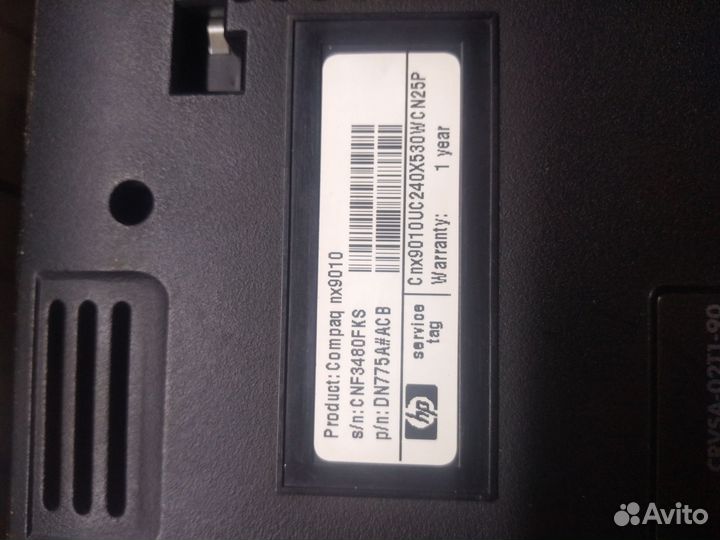 Product: Compaq nx9010
s/n: CNF3480FKS
p/n: DN775A#ACB
hp
service
tag
Cnx9010UC240X530WCN25P
Warranty: 1 year
Avito